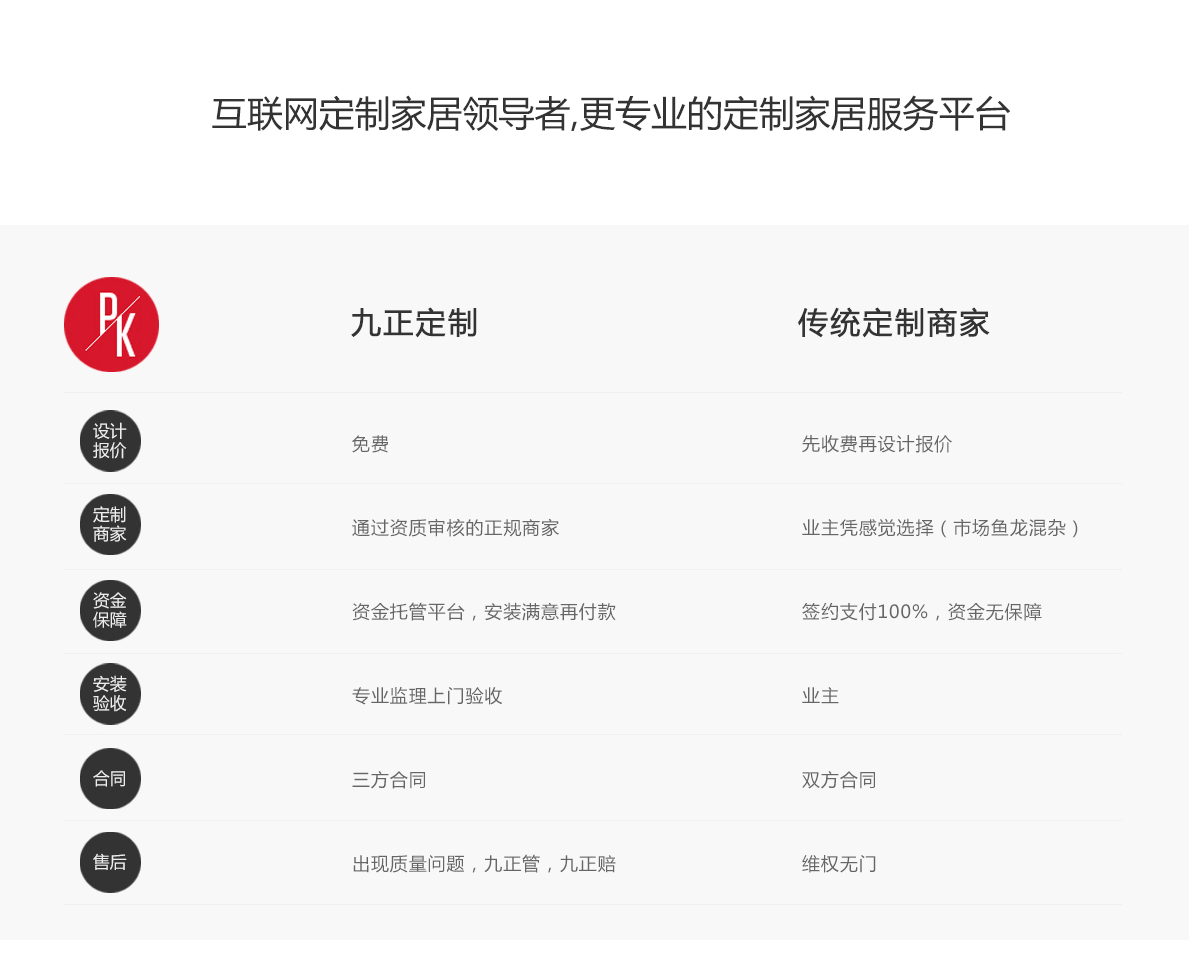 互联网定制家居领导者,更专业的定制家居服务平台
PK
九正定制
传统定制商家
设计
报价
免费
先收费再设计报价
定制
商家
通过资质审核的正规商家
业主凭感觉选择（市场鱼龙混杂）
资金
保障
资金托管平台，安装满意再付款
签约支付100%，资金无保障
安装
验收
专业监理上门验收
业主
合同
三方合同
双方合同
售后
出现质量问题，九正管，九正赔
维权无门